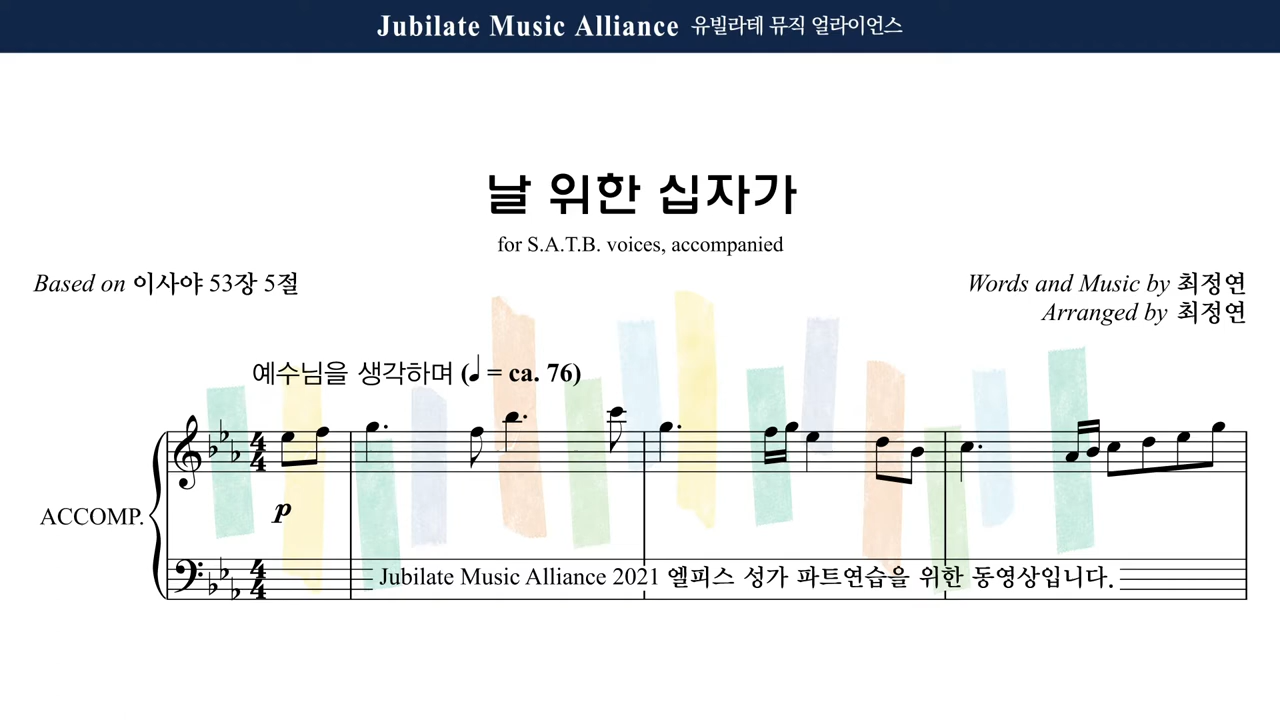 Jubilate Music Alliance 유빌라테 뮤직 얼라이언스
날 위한 십자가
for S.A.T.B. voices, accompanied
Based on 이사야 53장 5절
Words and Music by 최정연
Arranged by 최정연
예수님을 생각하며 (♩ = ca. 76)
4
4
p
ACCOMP.
4
4
Jubilate Music Alliance 2021 엘피스 성가 파트연습을 위한 동영상입니다.